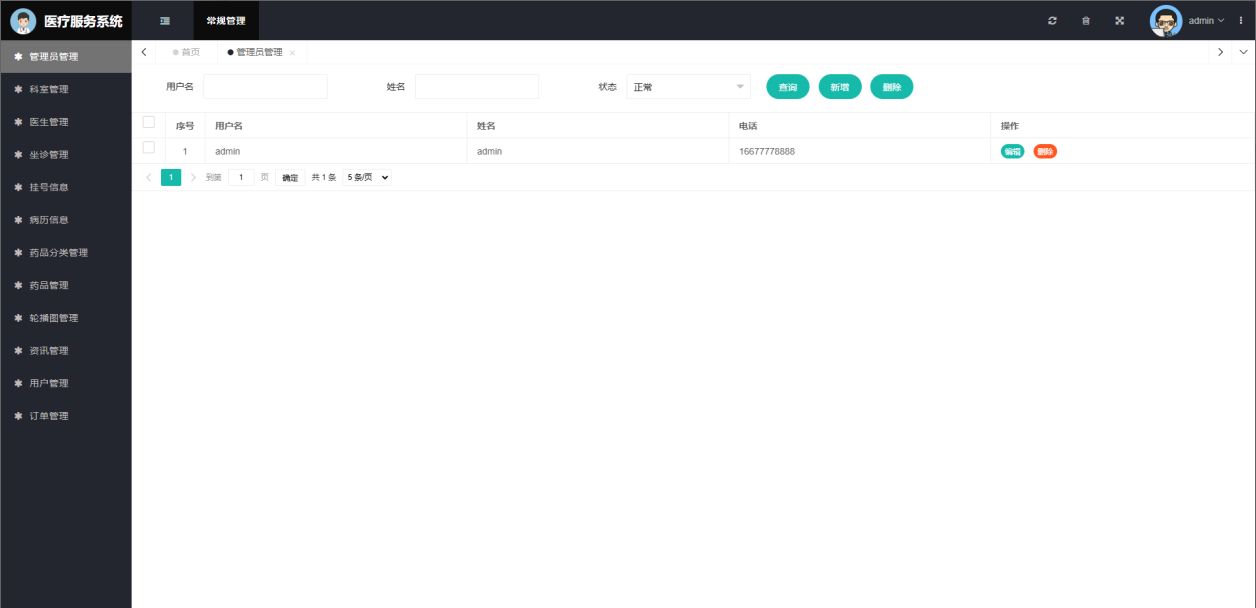 医疗服务系统
常规管理
admin
管理员管理
科室管理
医生管理
坐诊管理
挂号信息
病历信息
药品分类管理
药品管理
轮播图管理
资讯管理
用户管理
订单管理
首页
管理员管理
用户名
姓名
状态 正常
查询 新增 删除
序号 用户名 姓名 电话 操作
1 admin admin 16677778888 编辑 删除
1 到第 1 页 确定 共 1 条 5 条/页